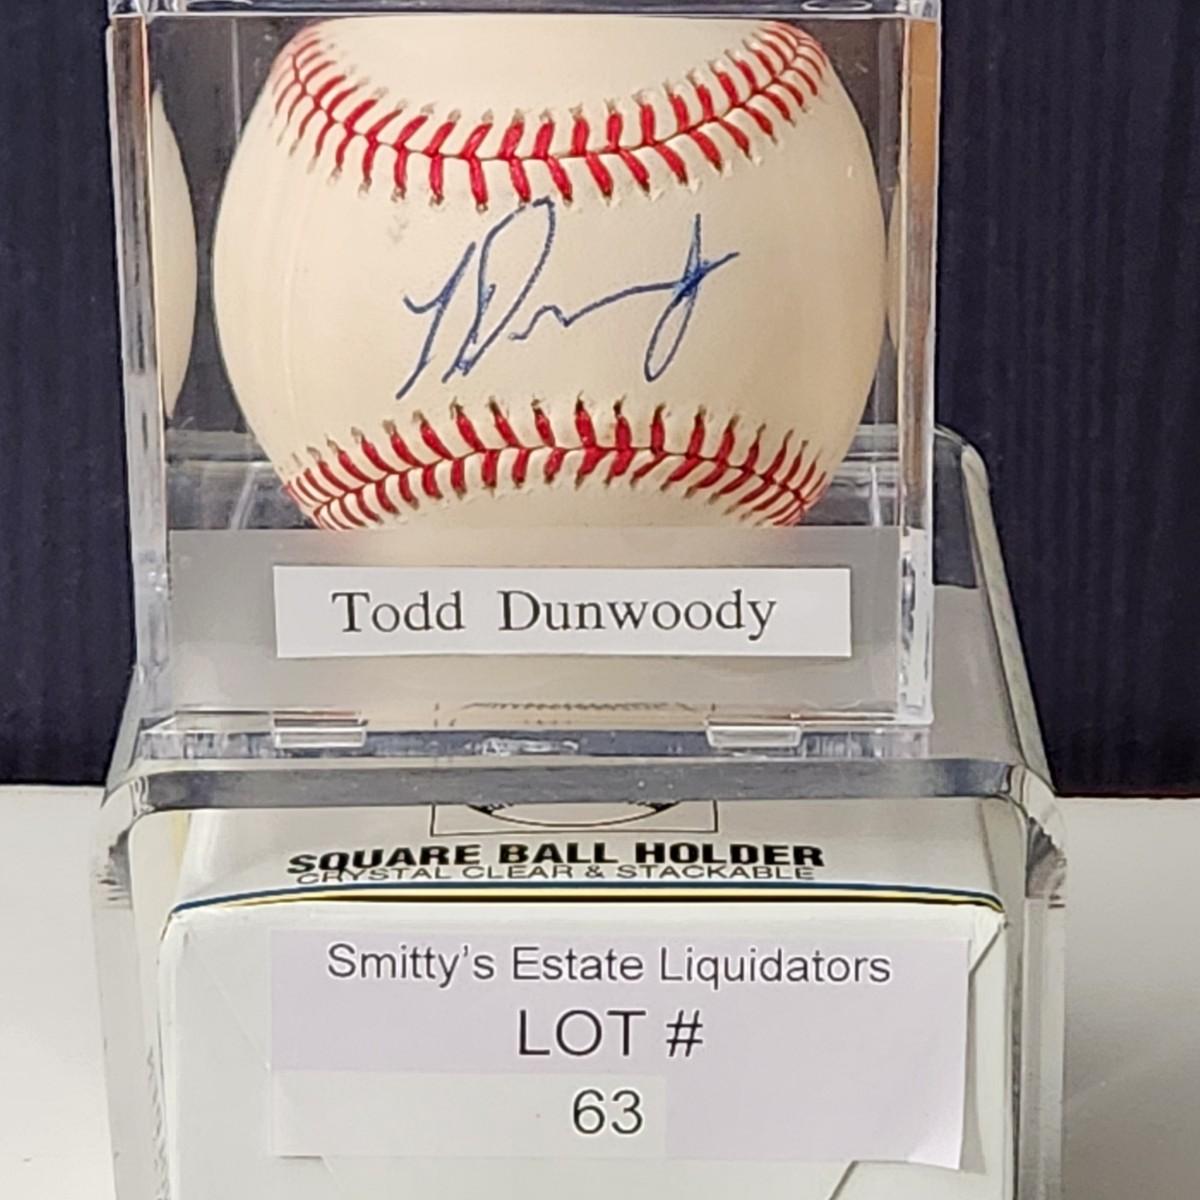 Todd Dunwoody
SQUARE BALL HOLDER
CRYSTAL CLEAR & STACKABLE
Smitty's Estate Liquidators
LOT #
63